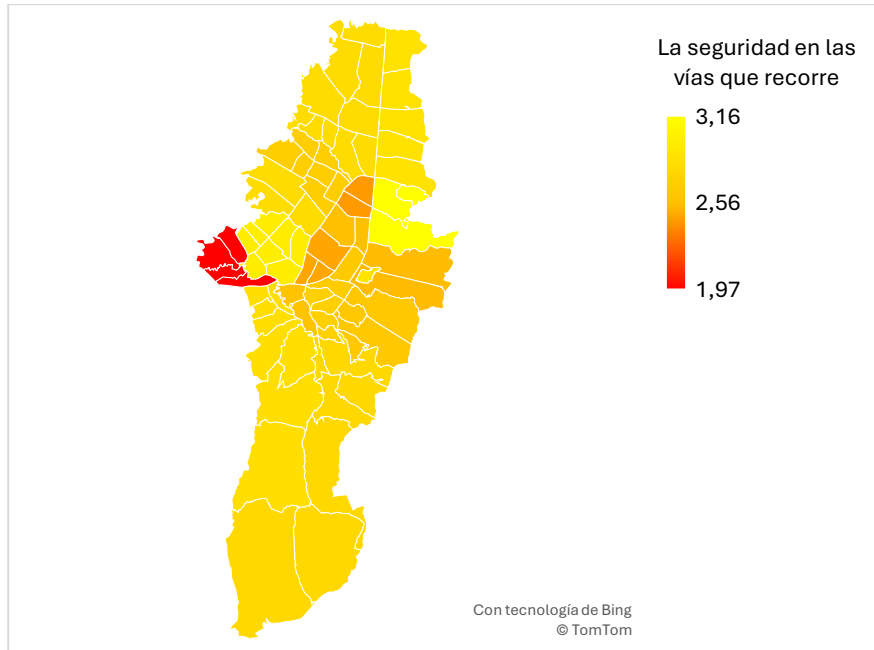 La seguridad en las
vías que recorre
3,16
2,56
1,97
Con tecnología de Bing
© TomTom